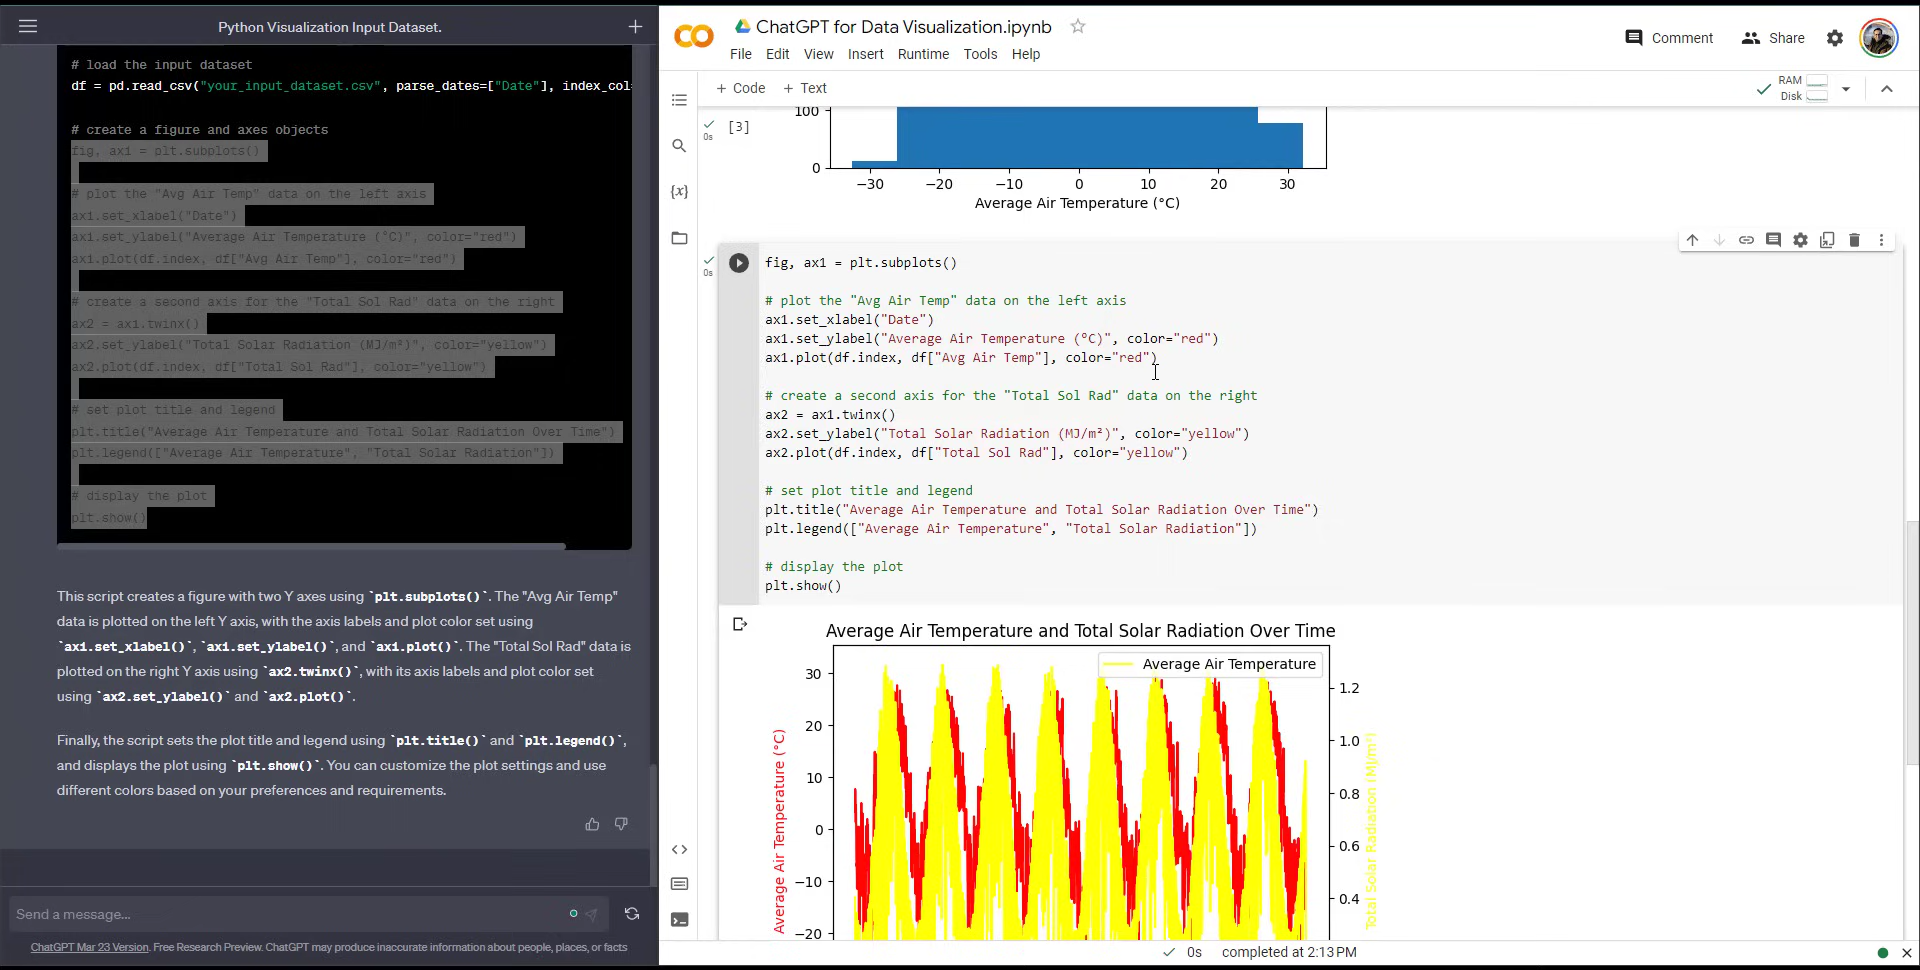 Python Visualization Input Dataset.
# load the input dataset
df = pd.read_csv("your_input_dataset.csv", parse_dates=["Date"], index_col
# create a figure and axes objects
fig, ax1 = plt.subplots()
# plot the "Avg Air Temp" data on the left axis
ax1.set_xlabel("Date")
ax1.set_ylabel("Average Air Temperature (°C)", color="red")
ax1.plot(df.index, df["Avg Air Temp"], color="red")
# create a second axis for the "Total Sol Rad" data on the right
ax2 = ax1.twinx()
ax2.set_ylabel("Total Solar Radiation (MJ/m²)", color="yellow")
ax2.plot(df.index, df["Total Sol Rad"], color="yellow")
# set plot title and legend
plt.title("Average Air Temperature and Total Solar Radiation Over Time")
plt.legend(["Average Air Temperature", "Total Solar Radiation"])
# display the plot
plt.show()
This script creates a figure with two Y axes using `plt.subplots()`. The "Avg Air Temp"
data is plotted on the left Y axis, with the axis labels and plot color set using
`ax1.set_xlabel()`, `ax1.set_ylabel()`, and `ax1.plot()`. The "Total Sol Rad" data is
plotted on the right Y axis using `ax2.twinx()`, with its axis labels and plot color set
using `ax2.set_ylabel()` and `ax2.plot()`.
Finally, the script sets the plot title and legend using `plt.title()` and `plt.legend()`,
and displays the plot using `plt.show()`. You can customize the plot settings and use
different colors based on your preferences and requirements.
Send a message...
ChatGPT Mar 23 Version. Free Research Preview. ChatGPT may produce inaccurate information about people, places, or facts
ChatGPT for Data Visualization.ipynb
File Edit View Insert Runtime Tools Help
Comment Share
+ Code + Text
RAM
Disk
[3]
0s
100
0
−30 −20 −10 0 10 20 30
Average Air Temperature (°C)
0s
fig, ax1 = plt.subplots()
# plot the "Avg Air Temp" data on the left axis
ax1.set_xlabel("Date")
ax1.set_ylabel("Average Air Temperature (°C)", color="red")
ax1.plot(df.index, df["Avg Air Temp"], color="red")
# create a second axis for the "Total Sol Rad" data on the right
ax2 = ax1.twinx()
ax2.set_ylabel("Total Solar Radiation (MJ/m²)", color="yellow")
ax2.plot(df.index, df["Total Sol Rad"], color="yellow")
# set plot title and legend
plt.title("Average Air Temperature and Total Solar Radiation Over Time")
plt.legend(["Average Air Temperature", "Total Solar Radiation"])
# display the plot
plt.show()
Average Air Temperature and Total Solar Radiation Over Time
Average Air Temperature
30
20
10
0
−10
−20
Average Air Temperature (°C)
1.2
1.0
0.8
0.6
0.4
Total Solar Radiation (MJ/m²)
0s completed at 2:13 PM